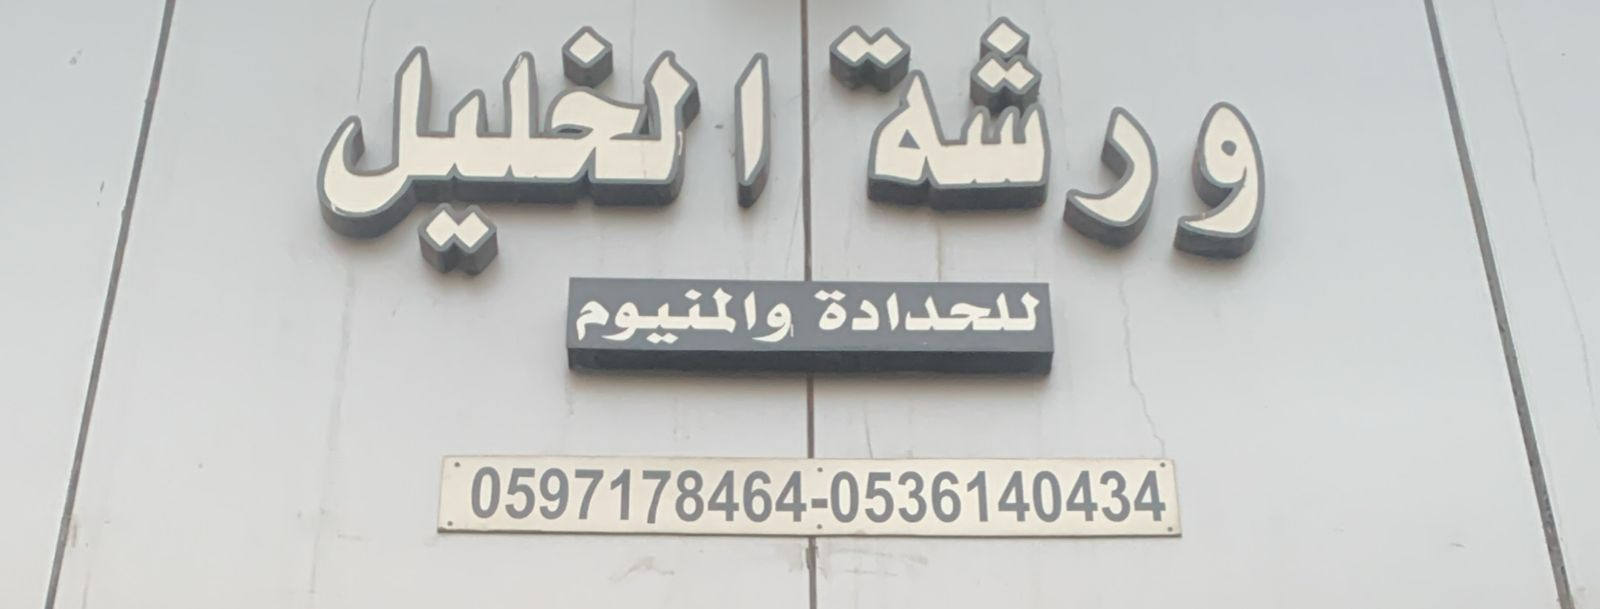 ورشة الخليل
للحدادة والمنيوم
0597178464-0536140434